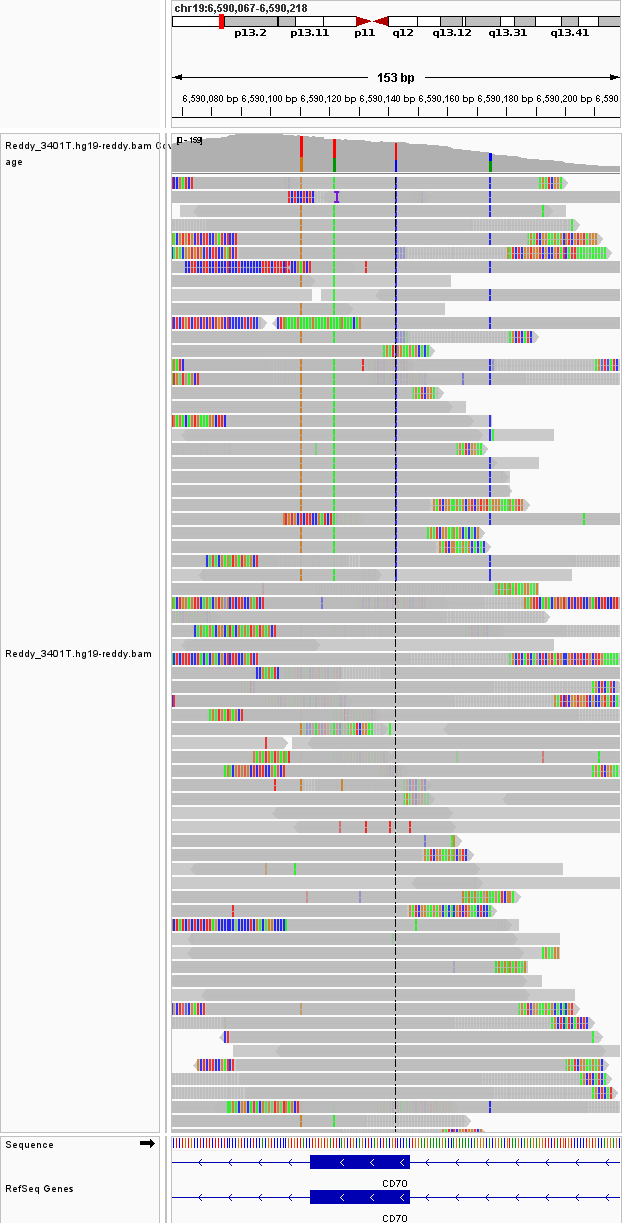 chr19:6,590,067-6,590,218
p13.2 p13.11 p11 q12 q13.12 q13.31 q13.41
153 bp
6,590,080 bp 6,590,100 bp 6,590,120 bp 6,590,140 bp 6,590,160 bp 6,590,180 bp 6,590,200 bp 6,590
Reddy_3401T.hg19-reddy.bam Cov
age
[0 - 159]
Reddy_3401T.hg19-reddy.bam
Sequence
CD70
RefSeq Genes
CD70